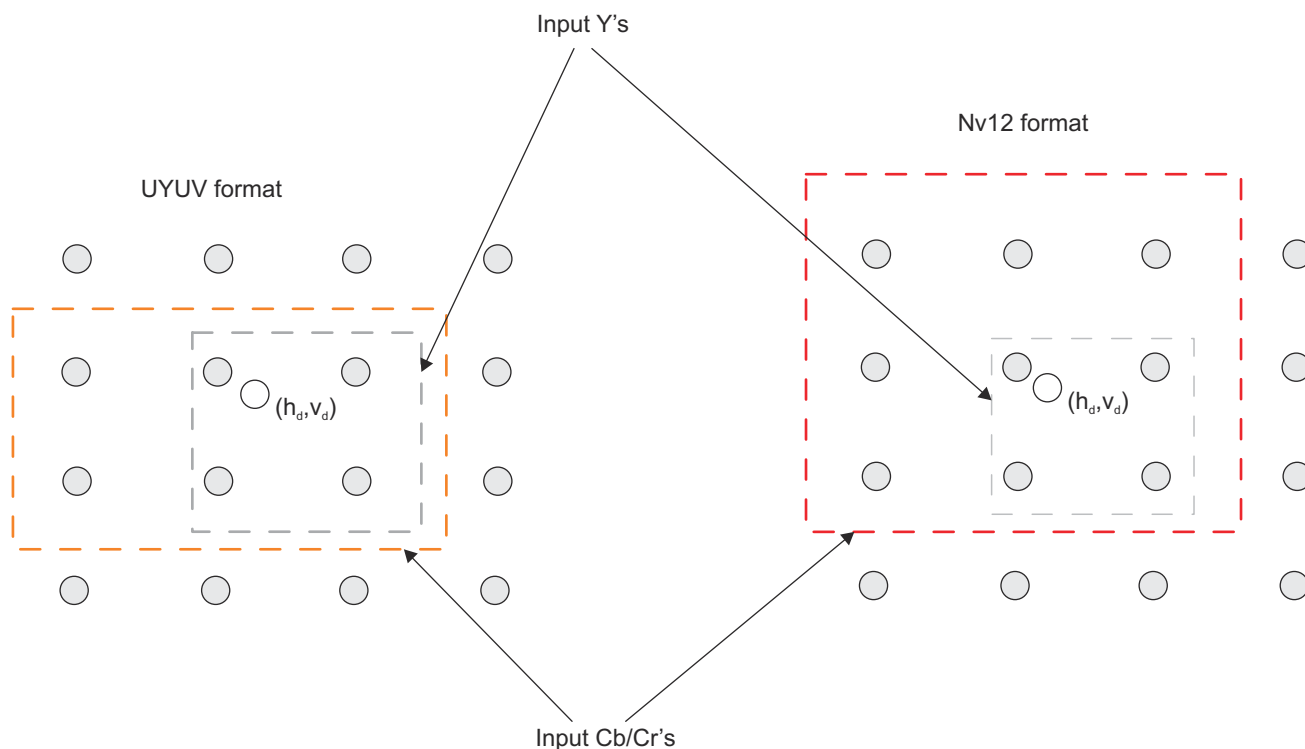 Input Y’s
Nv12 format
UYUV format
(hd,vd)
(hd,vd)
Input Cb/Cr’s